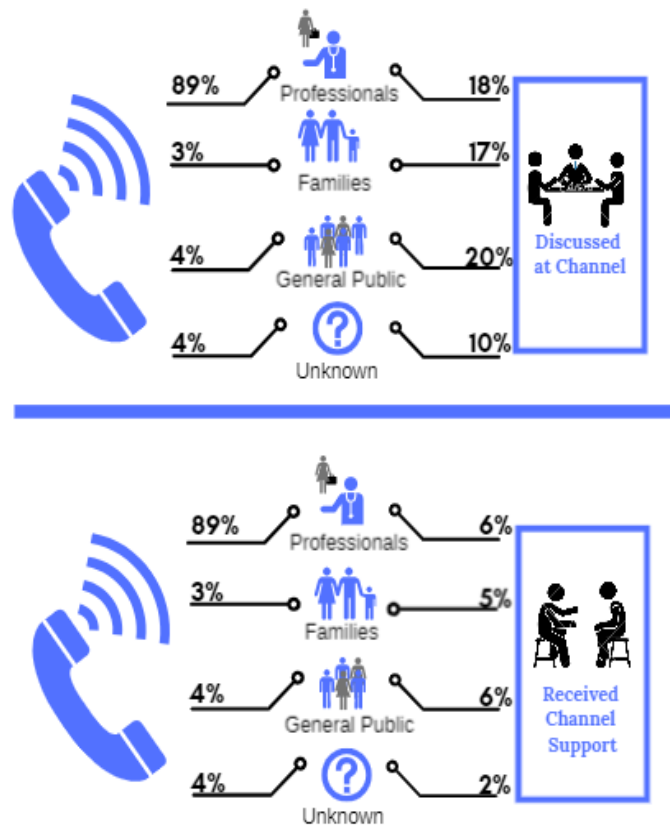 89%
Professionals
18%
3%
Families
17%
Discussed
at Channel
4%
General Public
20%
4%
?
Unknown
10%
89%
Professionals
6%
3%
Families
5%
4%
General Public
6%
Received
Channel
Support
4%
?
Unknown
2%